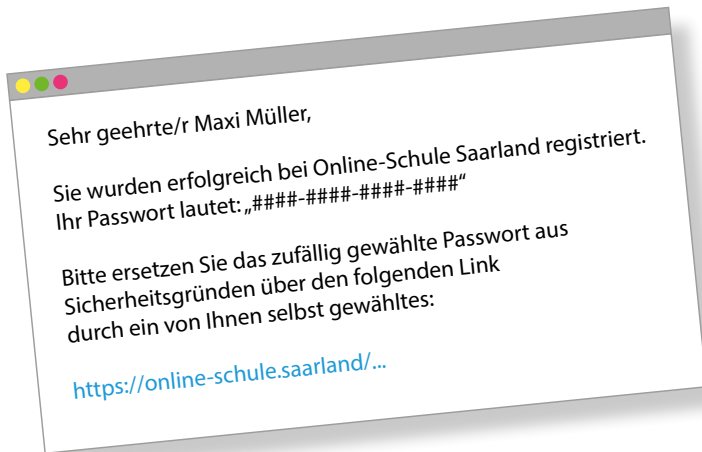 Sehr geehrte/r Maxi Müller,
Sie wurden erfolgreich bei Online-Schule Saarland registriert.
Ihr Passwort lautet: „####-####-####-####“
Bitte ersetzen Sie das zufällig gewählte Passwort aus
Sicherheitsgründen über den folgenden Link
durch ein von Ihnen selbst gewähltes:
https://online-schule.saarland/...